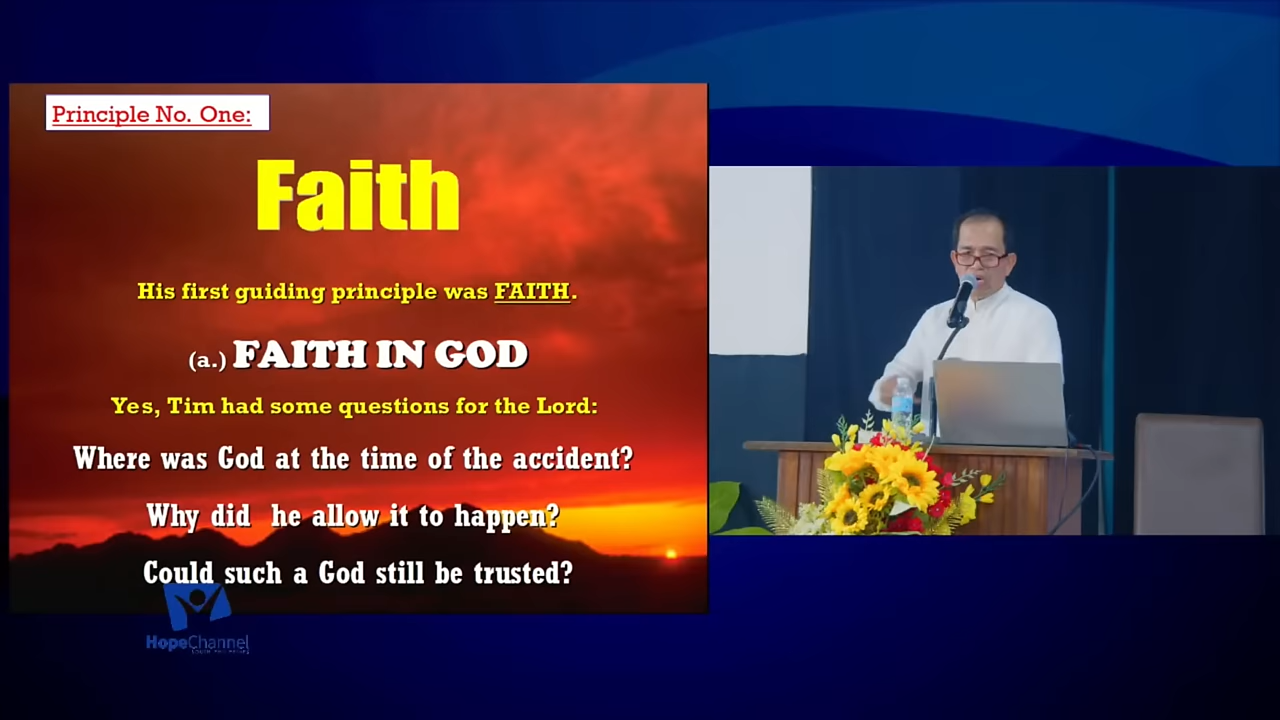 Principle No. One:
Faith
His first guiding principle was FAITH.
(a.) FAITH IN GOD
Yes, Tim had some questions for the Lord:
Where was God at the time of the accident?
Why did he allow it to happen?
Could such a God still be trusted?
HopeChannel